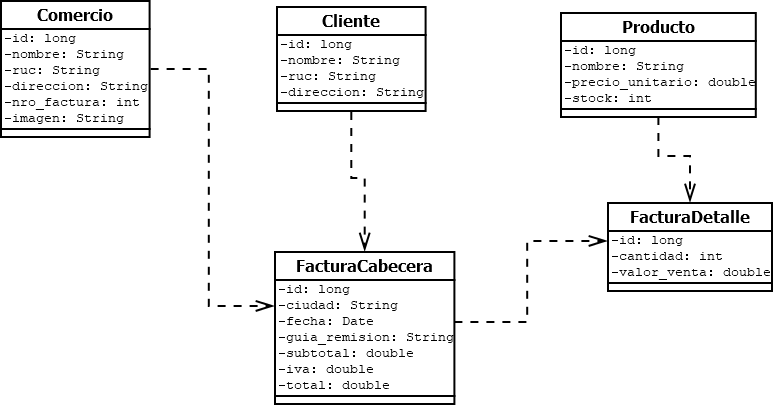 Comercio
-id: long
-nombre: String
-ruc: String
-direccion: String
-nro_factura: int
-imagen: String
Cliente
-id: long
-nombre: String
-ruc: String
-direccion: String
Producto
-id: long
-nombre: String
-precio_unitario: double
-stock: int
FacturaCabecera
-id: long
-ciudad: String
-fecha: Date
-guia_remision: String
-subtotal: double
-iva: double
-total: double
FacturaDetalle
-id: long
-cantidad: int
-valor_venta: double